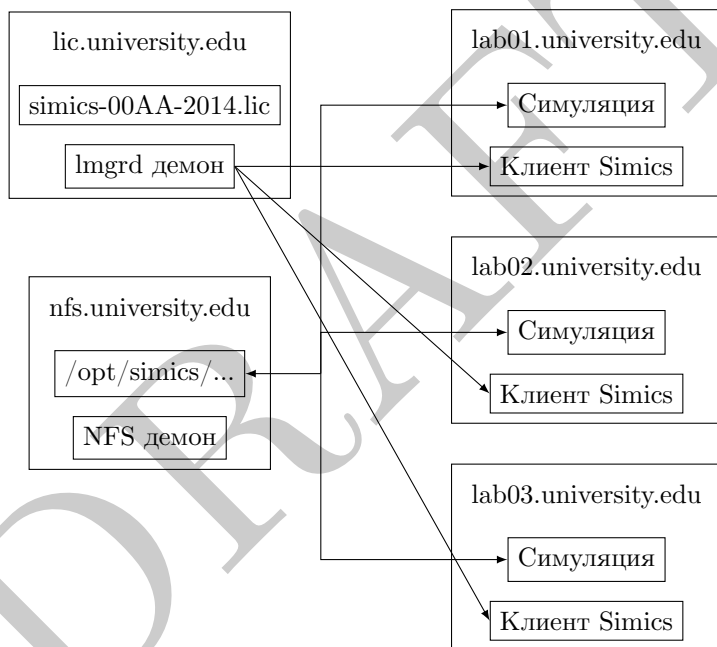 lic.university.edu
simics-00AA-2014.lic
lmgrd демон
nfs.university.edu
/opt/simics/...
NFS демон
lab01.university.edu
Симуляция
Клиент Simics
lab02.university.edu
Симуляция
Клиент Simics
lab03.university.edu
Симуляция
Клиент Simics
DRAFT